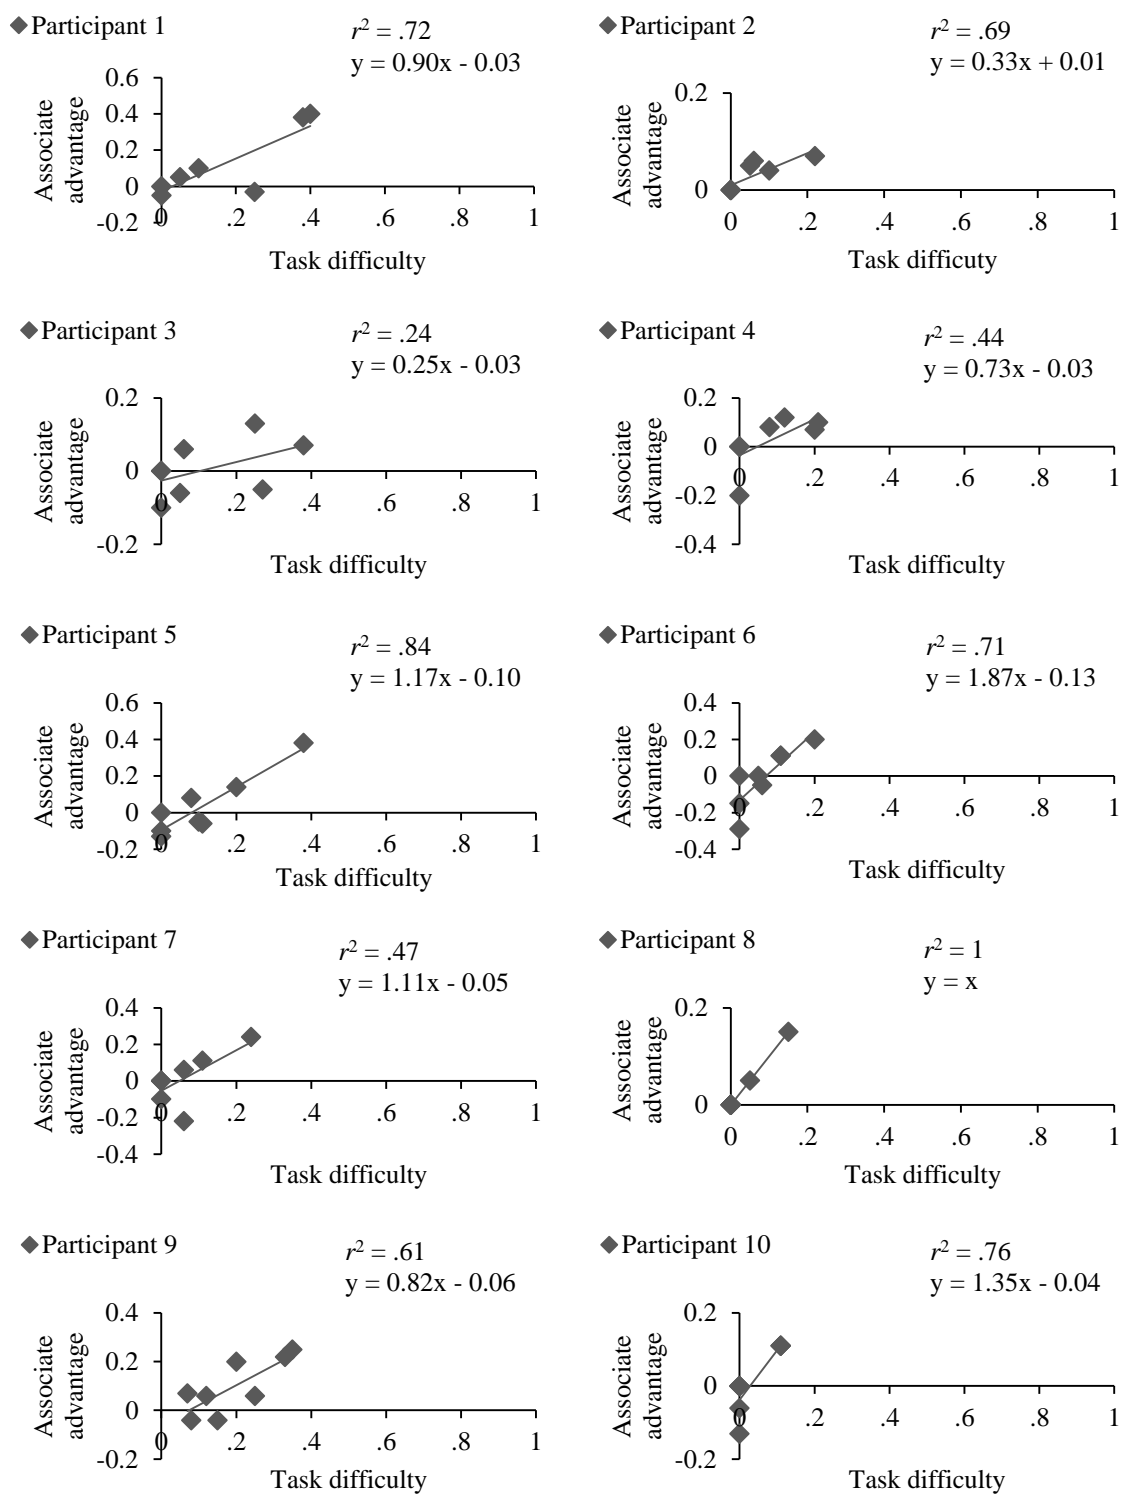 Participant 1
r² = .72
y = 0.90x - 0.03
0.6
0.4
0.2
0
-0.2
Associate
advantage
0 .2 .4 .6 .8 1
Task difficulty
Participant 2
r² = .69
y = 0.33x + 0.01
0.2
0
Associate
advantage
0 .2 .4 .6 .8 1
Task difficuty
Participant 3
r² = .24
y = 0.25x - 0.03
0.2
0
-0.2
Associate
advantage
0 .2 .4 .6 .8 1
Task difficulty
Participant 4
r² = .44
y = 0.73x - 0.03
0.2
0
-0.2
-0.4
Associate
advantage
0 .2 .4 .6 .8 1
Task difficulty
Participant 5
r² = .84
y = 1.17x - 0.10
0.6
0.4
0.2
0
-0.2
Associate
advantage
0 .2 .4 .6 .8 1
Task difficulty
Participant 6
r² = .71
y = 1.87x - 0.13
0.4
0.2
0
-0.2
-0.4
Associate
advantage
0 .2 .4 .6 .8 1
Task difficulty
Participant 7
r² = .47
y = 1.11x - 0.05
0.4
0.2
0
-0.2
-0.4
Associate
advantage
0 .2 .4 .6 .8 1
Task difficulty
Participant 8
r² = 1
y = x
0.2
0
Associate
advantage
0 .2 .4 .6 .8 1
Task difficulty
Participant 9
r² = .61
y = 0.82x - 0.06
0.4
0.2
0
-0.2
Associate
advantage
0 .2 .4 .6 .8 1
Task difficulty
Participant 10
r² = .76
y = 1.35x - 0.04
0.2
0
-0.2
Associate
advantage
0 .2 .4 .6 .8 1
Task difficulty